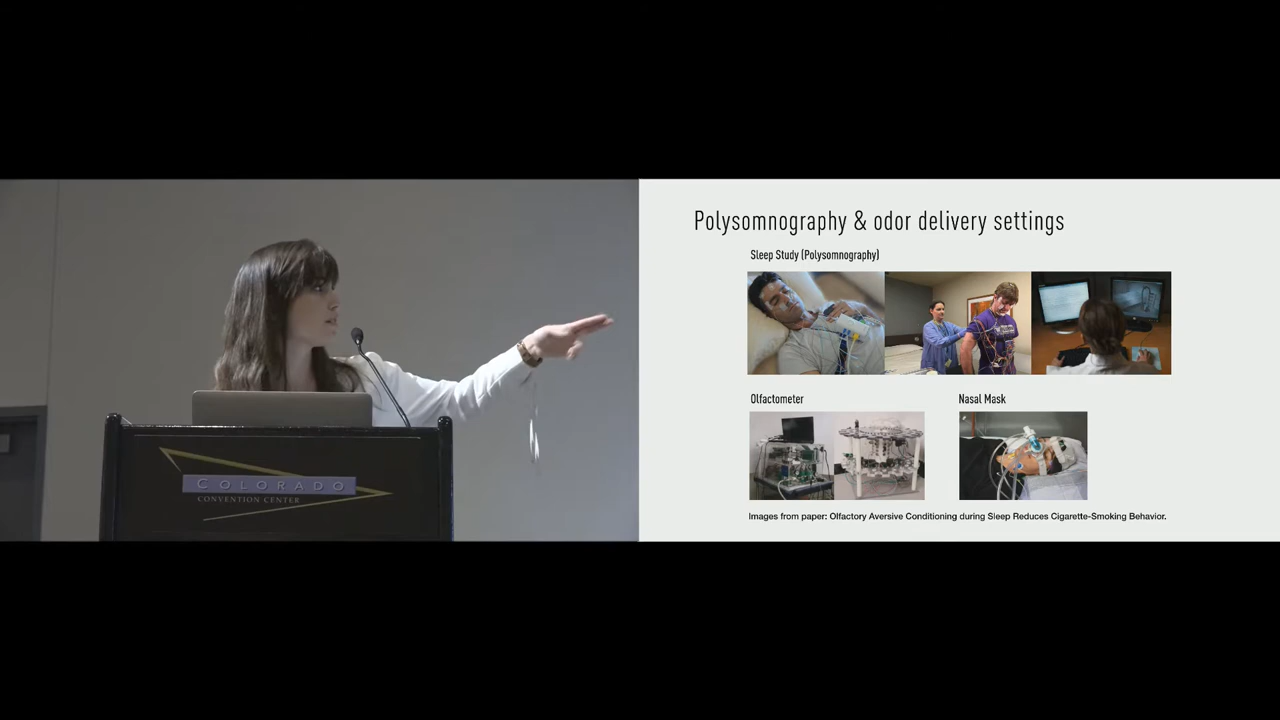 COLORADO
CONVENTION CENTER
Polysomnography & odor delivery settings
Sleep Study (Polysomnography)
Olfactometer
Nasal Mask
Images from paper: Olfactory Aversive Conditioning during Sleep Reduces Cigarette-Smoking Behavior.